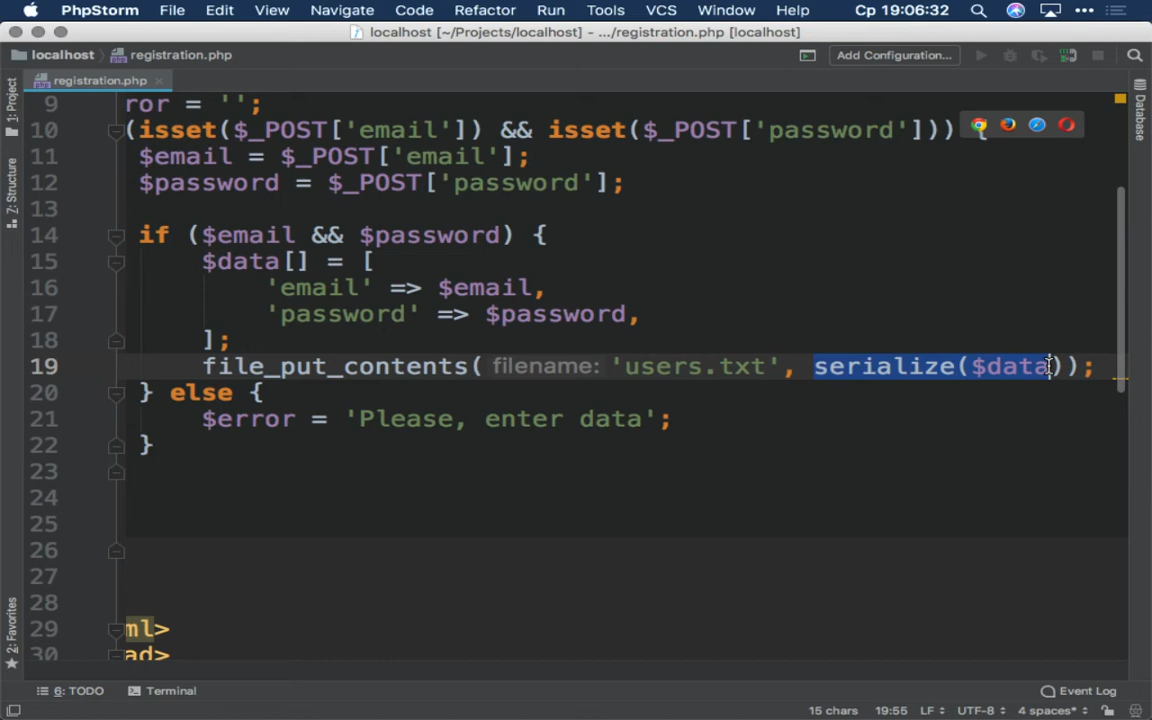 PhpStorm File Edit View Navigate Code Refactor Run Tools VCS Window Help Ср 19:06:32
localhost [~/Projects/localhost] - .../registration.php [localhost]
localhost registration.php Add Configuration...
registration.php
1: Project
7: Structure
2: Favorites
Database
9 ror = '';
10 (isset($_POST['email']) && isset($_POST['password'])) {
11 $email = $_POST['email'];
12 $password = $_POST['password'];
13
14 if ($email && $password) {
15 $data[] = [
16 'email' => $email,
17 'password' => $password,
18 ];
19 file_put_contents( filename: 'users.txt', serialize($data));
20 } else {
21 $error = 'Please, enter data';
22 }
23
24
25
26
27
28
29 ml>
30 ad>
6: TODO Terminal Event Log
15 chars 19:55 LF UTF-8 4 spaces*